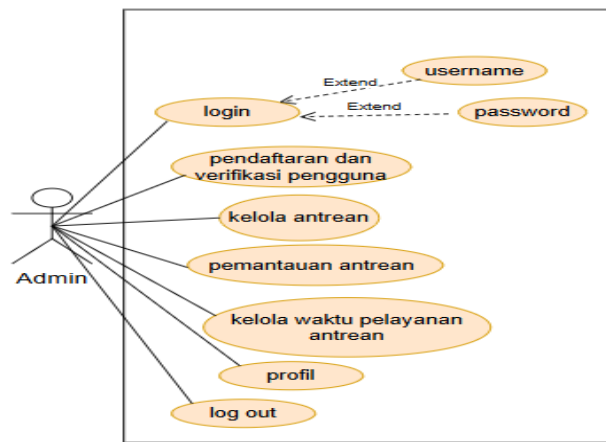 username
Extend
login
Extend
password
pendaftaran dan
verifikasi pengguna
kelola antrean
pemantauan antrean
Admin
kelola waktu pelayanan
antrean
profil
log out